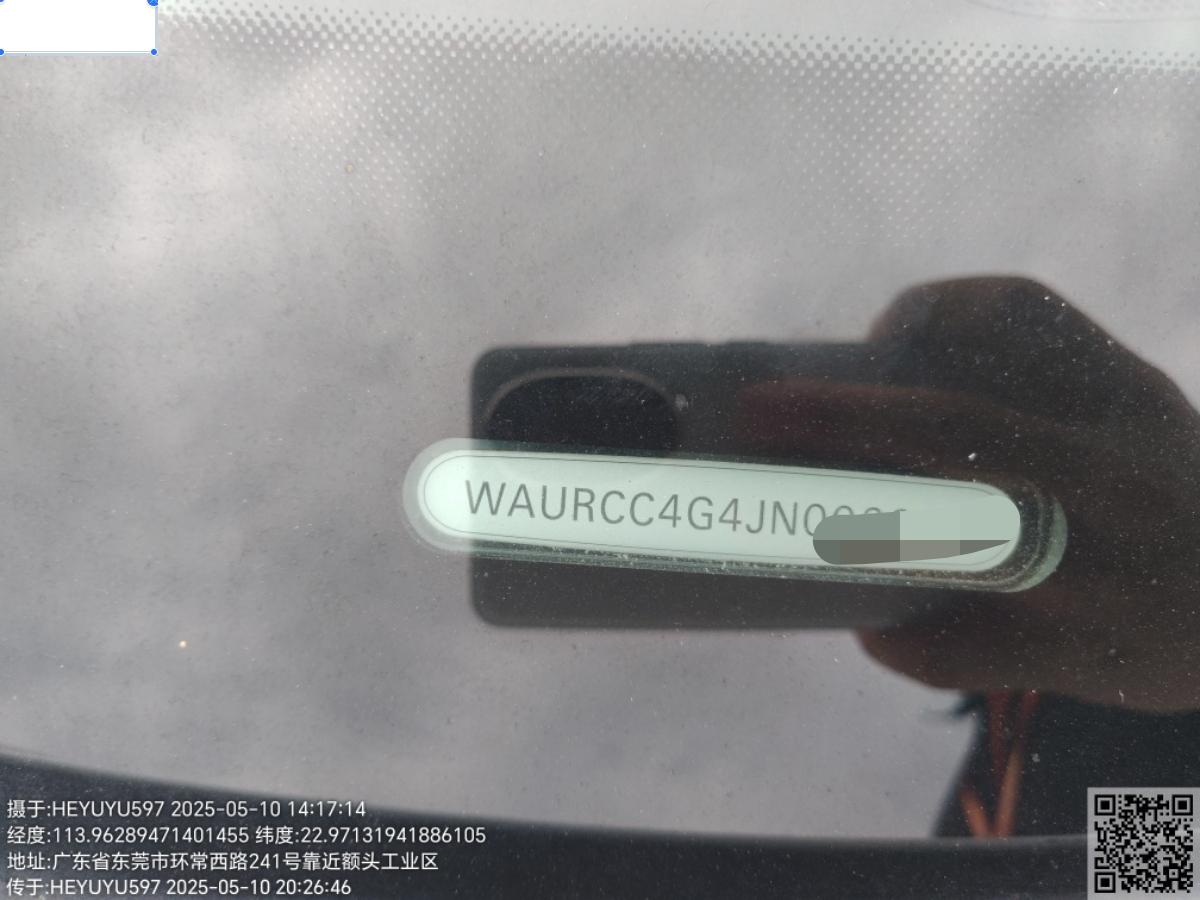 WAURCC4G4JN0
摄于:HEYUYU597 2025-05-10 14:17:14
经度:113.96289471401455 纬度:22.97131941886105
地址:广东省东莞市环常西路241号靠近额头工业区
传于:HEYUYU597 2025-05-10 20:26:46